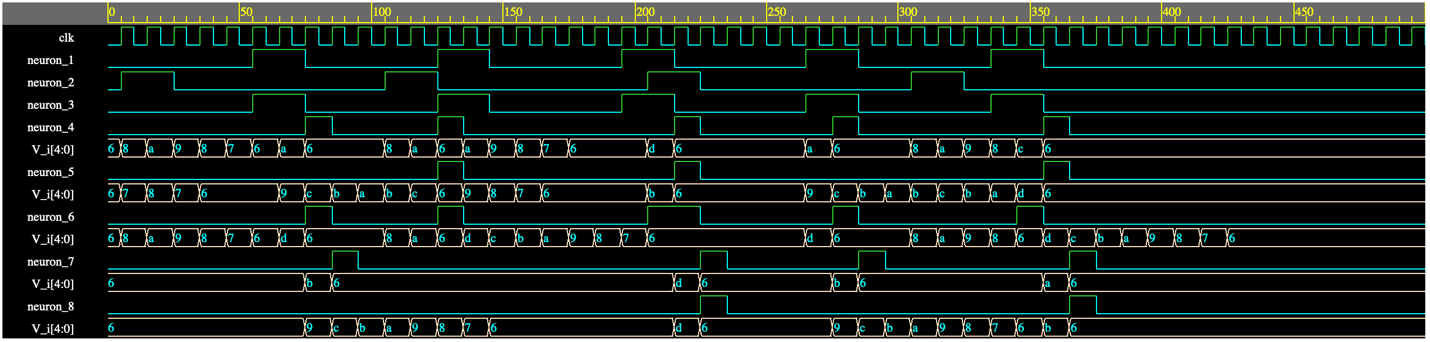 0 50 100 150 200 250 300 350 400 450
clk
neuron_1
neuron_2
neuron_3
neuron_4
V_i[4:0] 6 8 a 9 8 7 6 a 6 8 a 6 a 9 8 7 6 d 6 a 6 8 a 9 8 c 6
neuron_5
V_i[4:0] 6 7 8 7 6 9 c b a b c 6 9 8 7 6 b 6 9 c b a b c b a d 6
neuron_6
V_i[4:0] 6 8 a 9 8 7 6 d 6 8 a 6 d c b a 9 8 7 6 d 6 8 a 9 8 6 d c b a 9 8 7 6
neuron_7
V_i[4:0] 6 b 6 d 6 b 6 a 6
neuron_8
V_i[4:0] 6 9 c b a 9 8 7 6 d 6 9 c b a 9 8 7 6 b 6